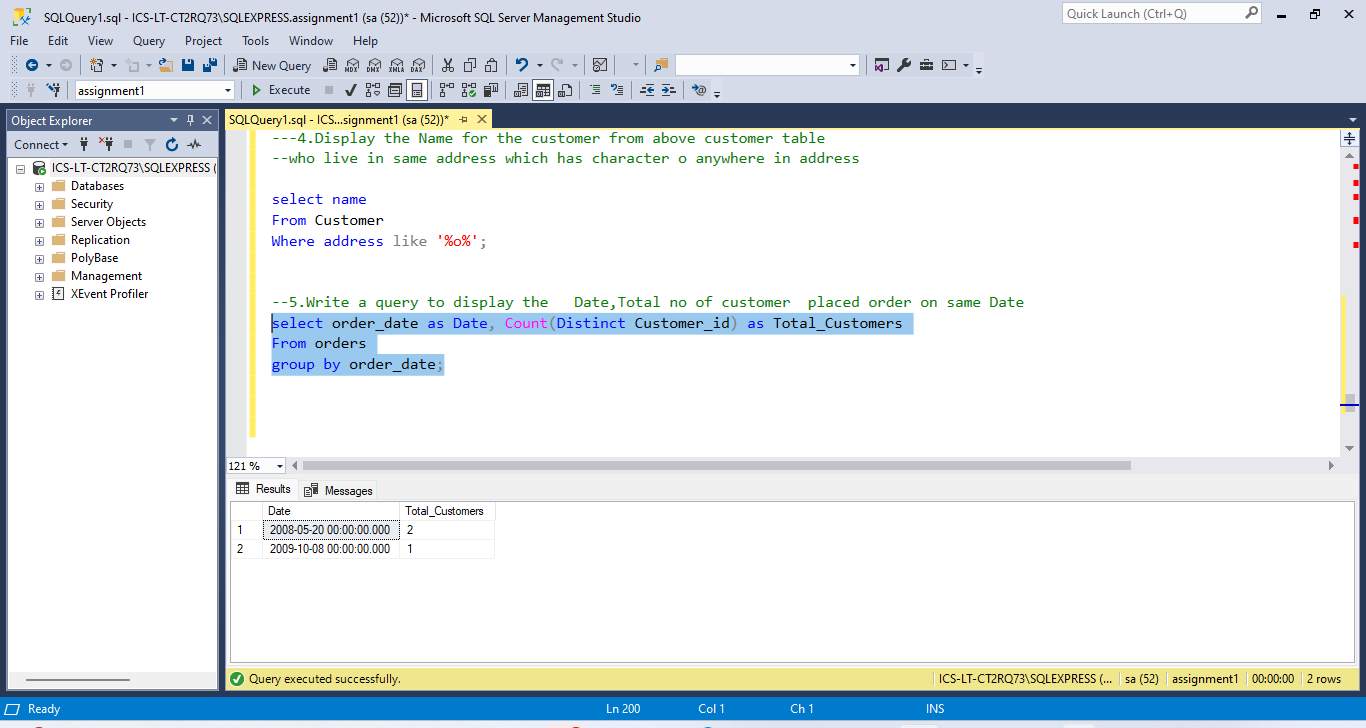 SQLQuery1.sql - ICS-LT-CT2RQ73\SQLEXPRESS.assignment1 (sa (52))* - Microsoft SQL Server Management Studio
Quick Launch (Ctrl+Q)
File Edit View Query Project Tools Window Help
New Query MDX DMX XMLA DAX
assignment1 Execute
Object Explorer
Connect
ICS-LT-CT2RQ73\SQLEXPRESS (
Databases
Security
Server Objects
Replication
PolyBase
Management
XEvent Profiler
SQLQuery1.sql - ICS...signment1 (sa (52))*
---4.Display the Name for the customer from above customer table
--who live in same address which has character o anywhere in address
select name
From Customer
Where address like '%o%';
--5.Write a query to display the   Date,Total no of customer  placed order on same Date
select order_date as Date, Count(Distinct Customer_id) as Total_Customers
From orders
group by order_date;
121 %
Results Messages
Date Total_Customers
1 2008-05-20 00:00:00.000 2
2 2009-10-08 00:00:00.000 1
Query executed successfully. ICS-LT-CT2RQ73\SQLEXPRESS (... sa (52) assignment1 00:00:00 2 rows
Ready Ln 200 Col 1 Ch 1 INS